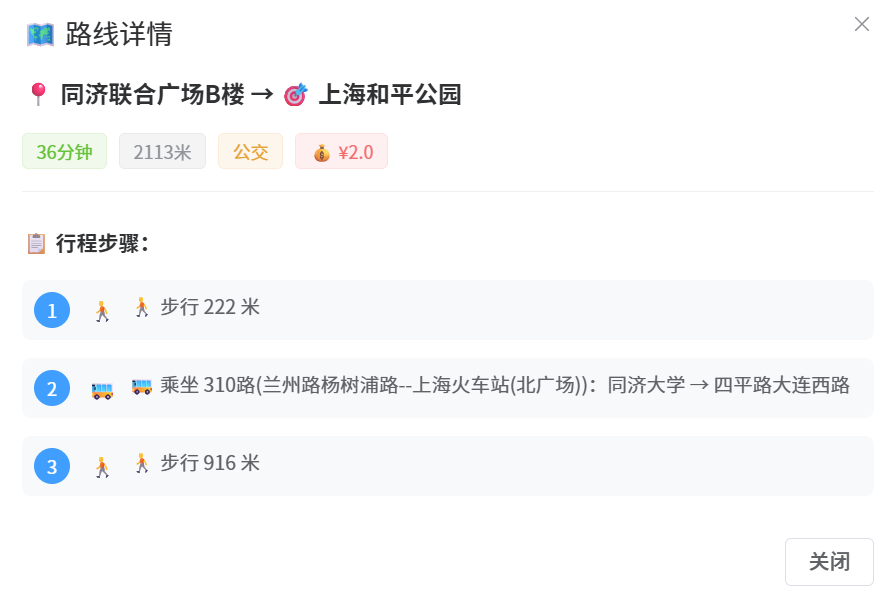 路线详情
同济联合广场B楼 → 上海和平公园
36分钟 2113米 公交 ¥2.0
行程步骤：
1 步行 222 米
2 乘坐 310路(兰州路杨树浦路--上海火车站(北广场))：同济大学 → 四平路大连西路
3 步行 916 米
关闭